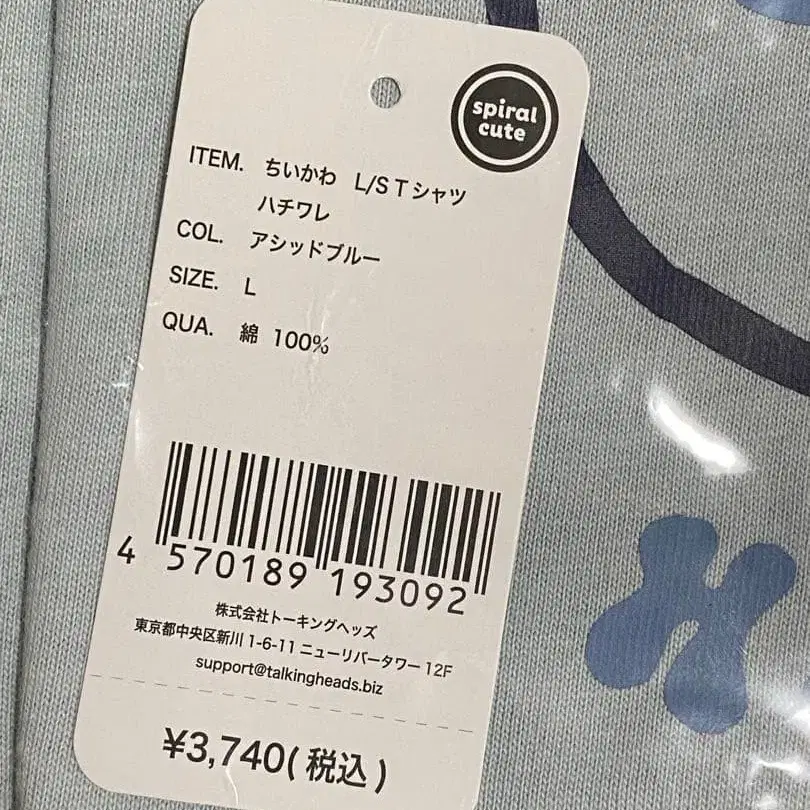 spiral
cute
ITEM. ちいかわ L/S Tシャツ
ハチワレ
COL. アシッドブルー
SIZE. L
QUA. 綿 100%
4 570189 193092
株式会社トーキングヘッズ
東京都中央区新川 1-6-11 ニューリバータワー 12F
support@talkingheads.biz
¥3,740(税込)